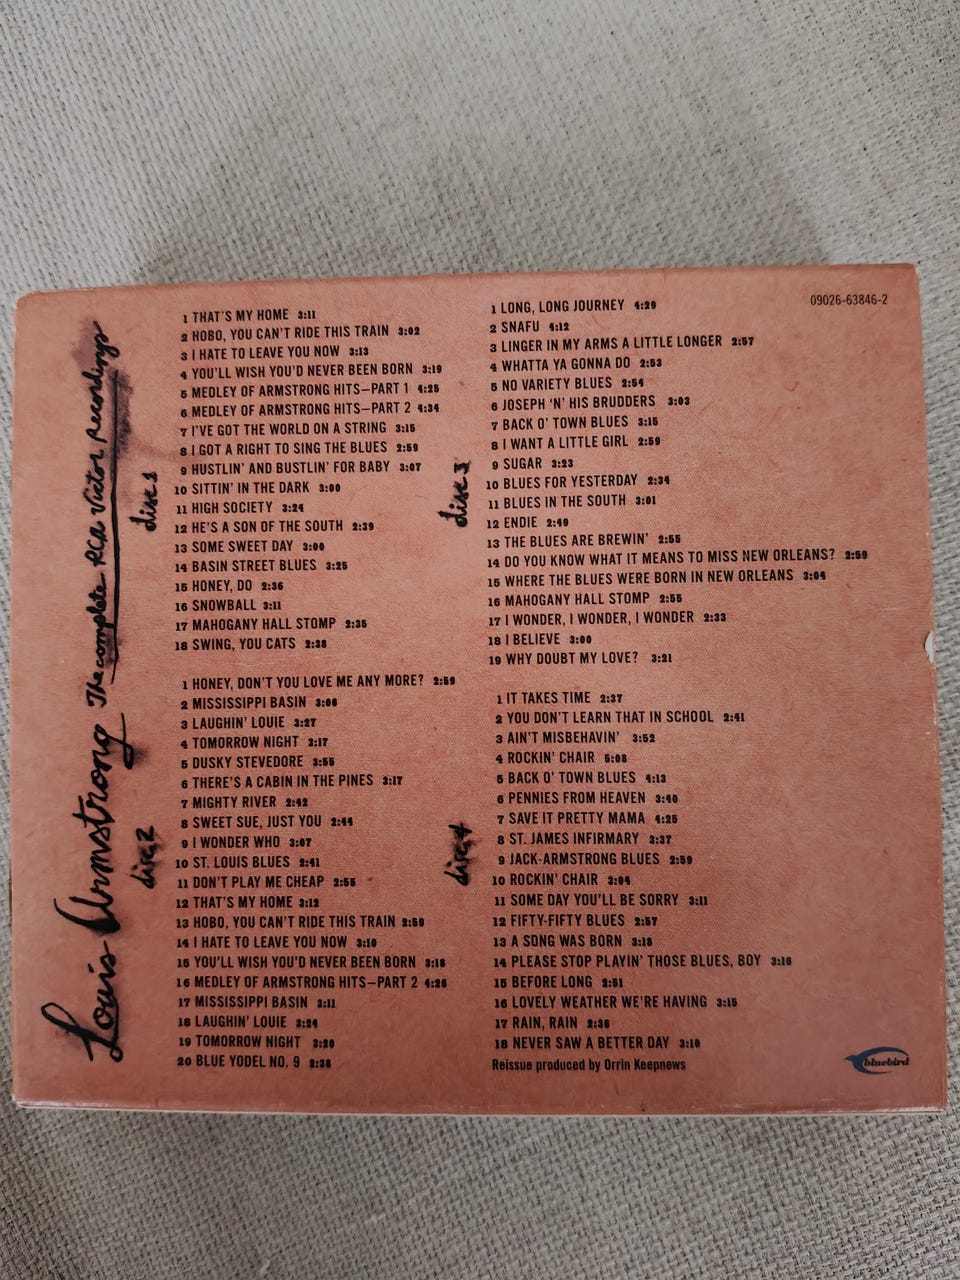 Louis Armstrong The complete RCA Victor Recordings
disc 1
1 THAT'S MY HOME 3:11
2 HOBO, YOU CAN'T RIDE THIS TRAIN 3:02
3 I HATE TO LEAVE YOU NOW 3:13
4 YOU'LL WISH YOU'D NEVER BEEN BORN 3:19
5 MEDLEY OF ARMSTRONG HITS—PART 1 4:25
6 MEDLEY OF ARMSTRONG HITS—PART 2 4:34
7 I'VE GOT THE WORLD ON A STRING 3:15
8 I GOT A RIGHT TO SING THE BLUES 2:59
9 HUSTLIN' AND BUSTLIN' FOR BABY 3:07
10 SITTIN' IN THE DARK 3:00
11 HIGH SOCIETY 3:24
12 HE'S A SON OF THE SOUTH 2:39
13 SOME SWEET DAY 3:00
14 BASIN STREET BLUES 3:25
15 HONEY, DO 2:36
16 SNOWBALL 3:11
17 MAHOGANY HALL STOMP 2:35
18 SWING, YOU CATS 2:38
disc 2
1 HONEY, DON'T YOU LOVE ME ANY MORE? 2:59
2 MISSISSIPPI BASIN 3:06
3 LAUGHIN' LOUIE 3:27
4 TOMORROW NIGHT 3:17
5 DUSKY STEVEDORE 3:55
6 THERE'S A CABIN IN THE PINES 3:17
7 MIGHTY RIVER 2:42
8 SWEET SUE, JUST YOU 2:44
9 I WONDER WHO 3:07
10 ST. LOUIS BLUES 2:41
11 DON'T PLAY ME CHEAP 2:55
12 THAT'S MY HOME 3:12
13 HOBO, YOU CAN'T RIDE THIS TRAIN 2:59
14 I HATE TO LEAVE YOU NOW 3:10
15 YOU'LL WISH YOU'D NEVER BEEN BORN 3:18
16 MEDLEY OF ARMSTRONG HITS—PART 2 4:26
17 MISSISSIPPI BASIN 3:11
18 LAUGHIN' LOUIE 3:24
19 TOMORROW NIGHT 3:20
20 BLUE YODEL NO. 9 2:38
disc 3
1 LONG, LONG JOURNEY 4:29
2 SNAFU 4:12
3 LINGER IN MY ARMS A LITTLE LONGER 2:57
4 WHATTA YA GONNA DO 2:53
5 NO VARIETY BLUES 2:54
6 JOSEPH 'N' HIS BRUDDERS 3:03
7 BACK O' TOWN BLUES 3:15
8 I WANT A LITTLE GIRL 2:59
9 SUGAR 3:23
10 BLUES FOR YESTERDAY 2:34
11 BLUES IN THE SOUTH 3:01
12 ENDIE 2:49
13 THE BLUES ARE BREWIN' 2:55
14 DO YOU KNOW WHAT IT MEANS TO MISS NEW ORLEANS? 2:59
15 WHERE THE BLUES WERE BORN IN NEW ORLEANS 3:04
16 MAHOGANY HALL STOMP 2:55
17 I WONDER, I WONDER, I WONDER 2:33
18 I BELIEVE 3:00
19 WHY DOUBT MY LOVE? 3:21
disc 4
1 IT TAKES TIME 2:37
2 YOU DON'T LEARN THAT IN SCHOOL 2:41
3 AIN'T MISBEHAVIN' 3:52
4 ROCKIN' CHAIR 5:08
5 BACK O' TOWN BLUES 4:13
6 PENNIES FROM HEAVEN 3:40
7 SAVE IT PRETTY MAMA 4:25
8 ST. JAMES INFIRMARY 3:37
9 JACK-ARMSTRONG BLUES 2:59
10 ROCKIN' CHAIR 3:04
11 SOME DAY YOU'LL BE SORRY 3:11
12 FIFTY-FIFTY BLUES 2:57
13 A SONG WAS BORN 3:18
14 PLEASE STOP PLAYIN' THOSE BLUES, BOY 3:16
15 BEFORE LONG 2:51
16 LOVELY WEATHER WE'RE HAVING 3:15
17 RAIN, RAIN 2:36
18 NEVER SAW A BETTER DAY 3:10
Reissue produced by Orrin Keepnews
09026-63846-2
bluebird